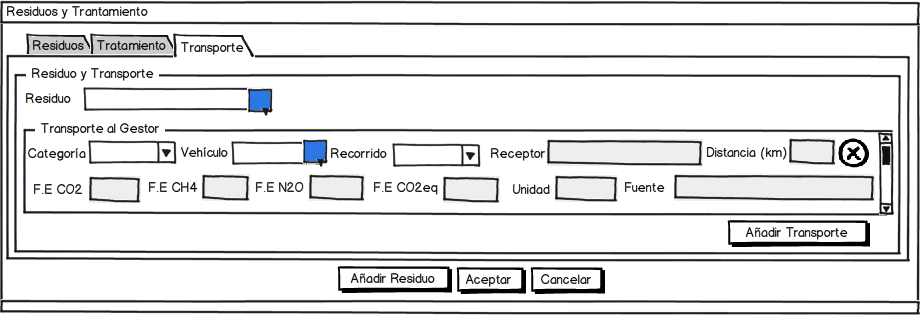 Residuos y Trantamiento
Residuos Tratamiento Transporte
Residuo y Transporte
Residuo
Transporte al Gestor
Categoría Vehículo Recorrido Receptor Distancia (km)
F.E CO2 F.E CH4 F.E N2O F.E CO2eq Unidad Fuente
Añadir Transporte
Añadir Residuo Aceptar Cancelar